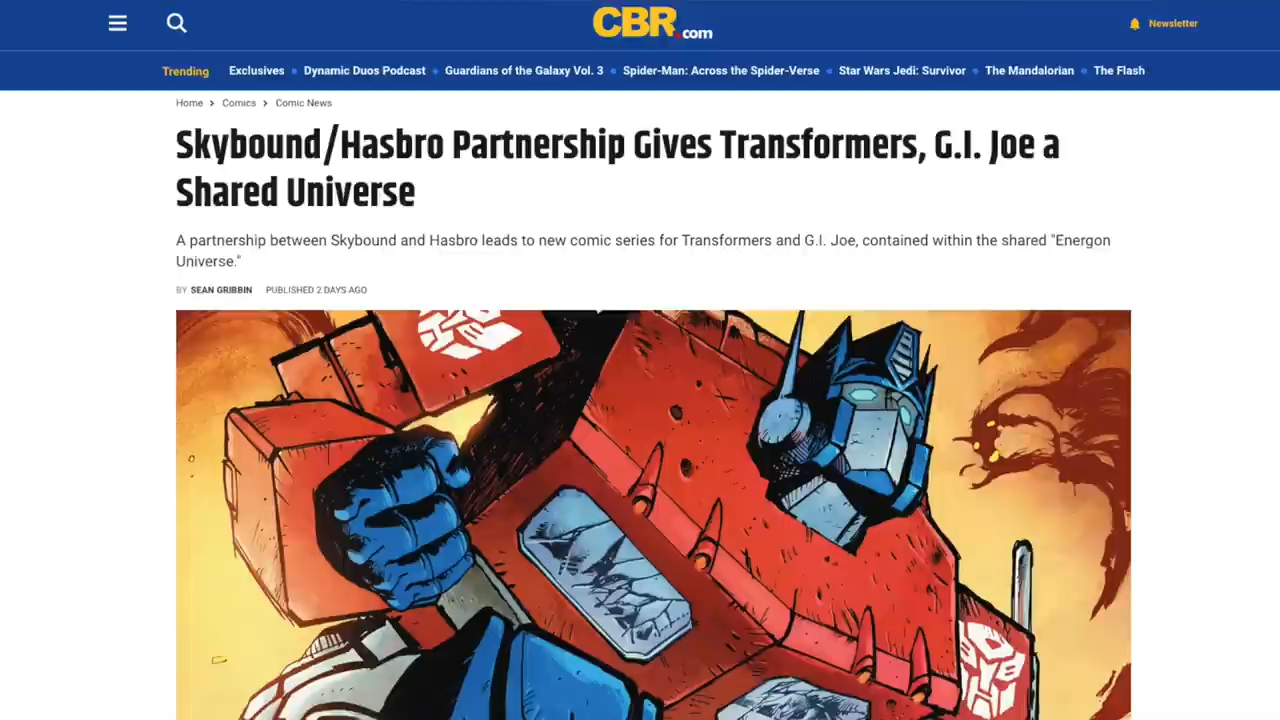 CBR.com
Newsletter
Trending Exclusives Dynamic Duos Podcast Guardians of the Galaxy Vol. 3 Spider-Man: Across the Spider-Verse Star Wars Jedi: Survivor The Mandalorian The Flash
Home > Comics > Comic News
Skybound/Hasbro Partnership Gives Transformers, G.I. Joe a
Shared Universe
A partnership between Skybound and Hasbro leads to new comic series for Transformers and G.I. Joe, contained within the shared "Energon
Universe."
BY SEAN GRIBBIN PUBLISHED 2 DAYS AGO